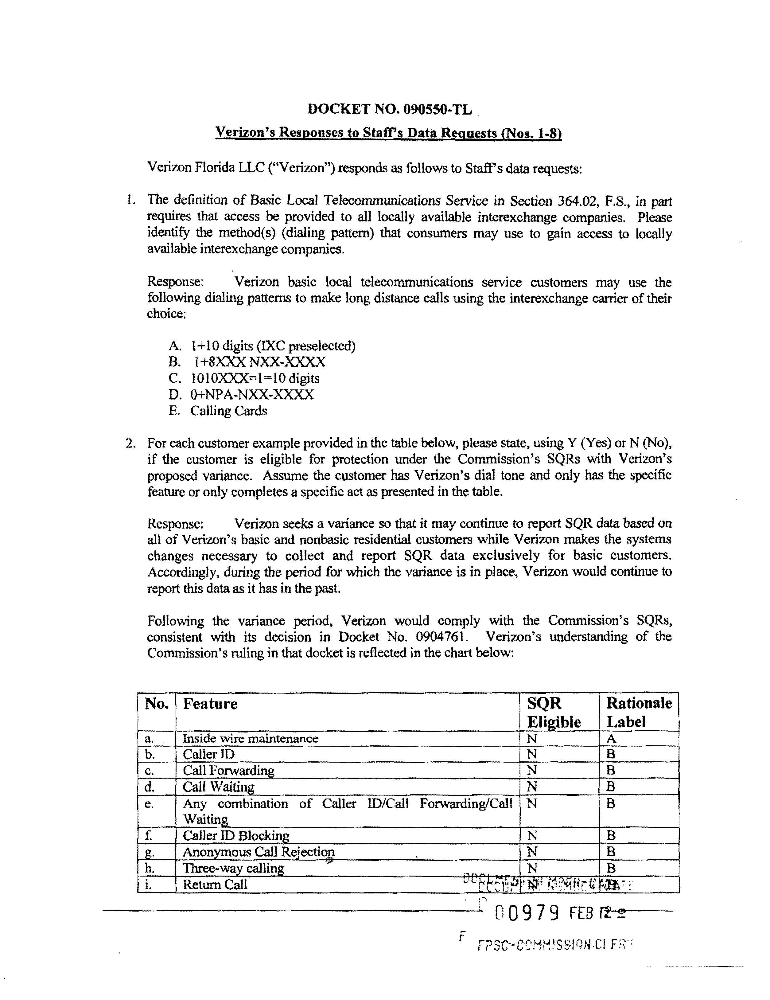 DOCKET NO. 090550-TL
Verizon's Responses to Staff's Data Requests (Nos. 1-8)
Verizon Florida LLC ("Verizon") responds as follows to Staff's data requests:
1. The definition of Basic Local Telecommunications Service in Section 364.02, F.S., in part
requires that access be provided to all locally available interexchange companies. Please
identify the method(s) (dialing pattern) that consumers may use to gain access to locally
available interexchange companies.
Response: Verizon basic local telecommunications service customers may use the
following dialing patterns to make long distance calls using the interexchange carrier of their
choice:
A. 1+10 digits (IXC preselected)
B. 1+8XXX NXX-XXXX
C. 1010XXX=1=10 digits
D. 0+NPA-NXX-XXXX
E. Calling Cards
2. For each customer example provided in the table below, please state, using Y (Yes) or N (No),
if the customer is eligible for protection under the Commission's SQRs with Verizon's
proposed variance. Assume the customer has Verizon's dial tone and only has the specific
feature or only completes a specific act as presented in the table.
Response: Verizon seeks a variance so that it may continue to report SQR data based on
all of Verizon's basic and nonbasic residential customers while Verizon makes the systems
changes necessary to collect and report SQR data exclusively for basic customers.
Accordingly, during the period for which the variance is in place, Verizon would continue to
report this data as it has in the past.
Following the variance period, Verizon would comply with the Commission's SQRs,
consistent with its decision in Docket No. 0904761. Verizon's understanding of the
Commission's ruling in that docket is reflected in the chart below:
No. Feature SQR Rationale
Eligible Label
a. Inside wire maintenance N A
b. Caller ID N B
c. Call Forwarding N B
d. Call Waiting N B
e. Any combination of Caller ID/Call Forwarding/Call N B
Waiting
f. Caller ID Blocking N B
g. Anonymous Call Rejection N B
h. Three-way calling N B
i. Return Call N B
00979 FEB 12
FPSC-COMMISSION